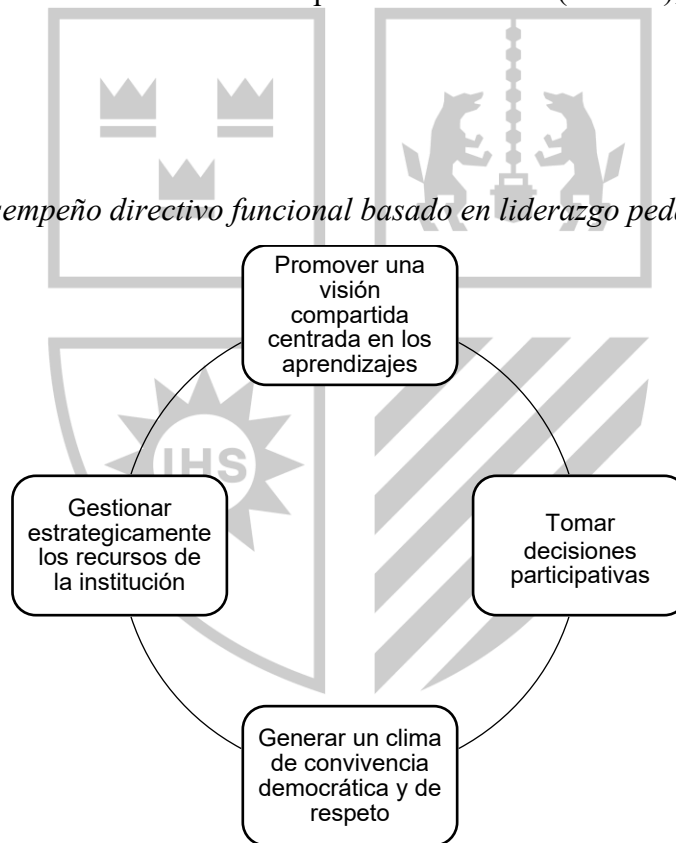 empeño directivo funcional basado en liderazgo ped
Promover una
visión
compartida
centrada en los
aprendizajes
IHS
Gestionar
estrategicamente
los recursos de
la institución
Tomar
decisiones
participativas
Generar un clima
de convivencia
democrática y de
respeto